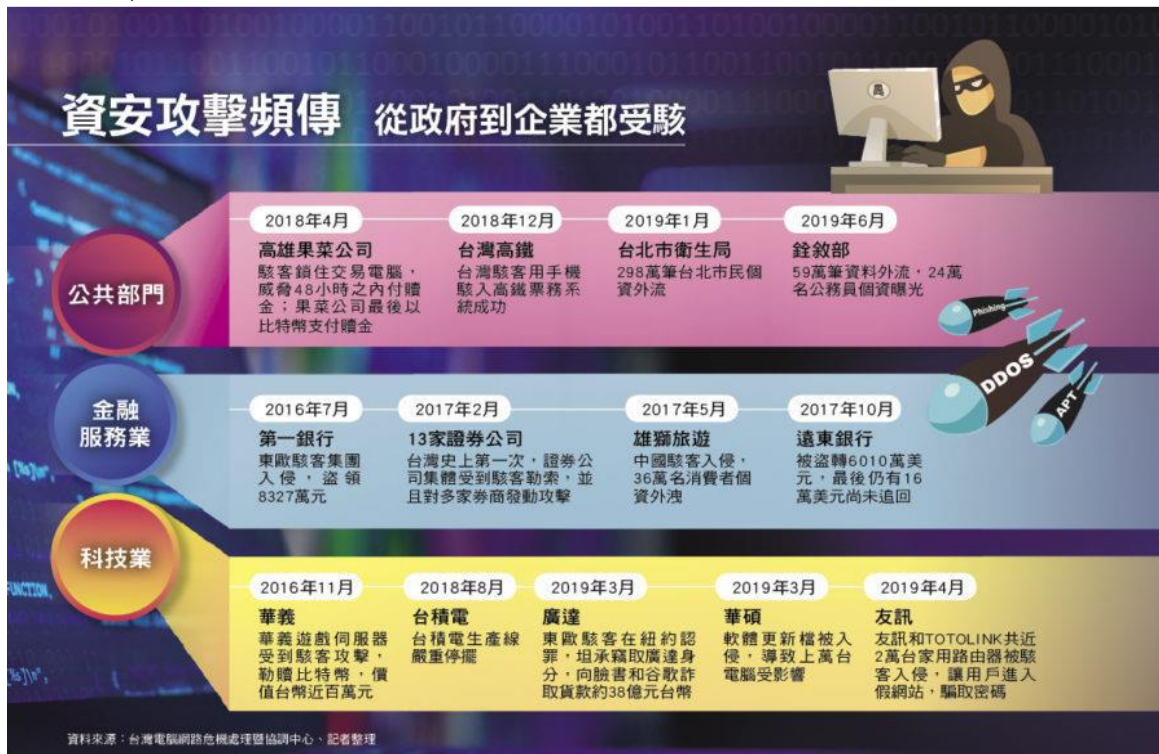 資安攻擊頻傳 從政府到企業都受駭
公共部門
2018年4月
高雄果菜公司
駭客鎖住交易電腦，
威脅48小時之內付贖
金；果菜公司最後以
比特幣支付贖金
2018年12月
台灣高鐵
台灣駭客用手機
駭入高鐵票務系
統成功
2019年1月
台北市衛生局
298萬筆台北市民個
資外流
2019年6月
銓敘部
59萬筆資料外流，24萬
名公務員個資曝光
Phishing
DDOS
APT
金融
服務業
2016年7月
第一銀行
東歐駭客集團
入侵，盜領
8327萬元
2017年2月
13家證券公司
台灣史上第一次，證券公
司集體受到駭客勒索，並
且對多家券商發動攻擊
2017年5月
雄獅旅遊
中國駭客入侵，
36萬名消費者個
資外洩
2017年10月
遠東銀行
被盜轉6010萬美
元，最後仍有16
萬美元尚未追回
科技業
2016年11月
華義
華義遊戲伺服器
受到駭客攻擊，
勒贖比特幣，價
值台幣近百萬元
2018年8月
台積電
台積電生產線
嚴重停擺
2019年3月
廣達
東歐駭客在紐約認
罪，坦承竊取廣達身
分，向臉書和谷歌詐
取貨款約38億元台幣
2019年3月
華碩
軟體更新檔被入
侵，導致上萬台
電腦受影響
2019年4月
友訊
友訊和TOTOLINK共近
2萬台家用路由器被駭
客入侵，讓用戶進入
假網站，騙取密碼
資料來源：台灣電腦網路危機處理暨協調中心、記者整理